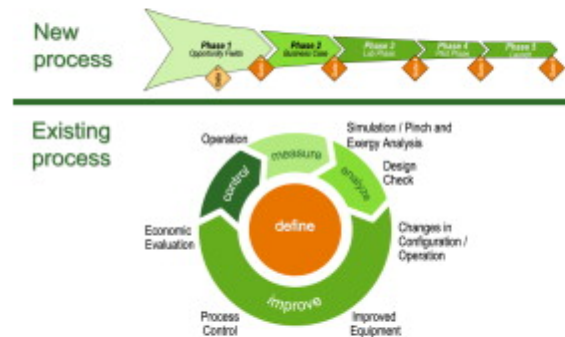 New
process
Phase 1
Opportunity Fields
Phase 2
Business Case
Phase 3
Lab Phase
Phase 4
Pilot Phase
Phase 5
Launch
Existing
process
Operation
Simulation / Pinch and
Exergy Analysis
measure
control
analyze
Design
Check
define
Economic
Evaluation
Changes in
Configuration /
Operation
improve
Process
Control
Improved
Equipment